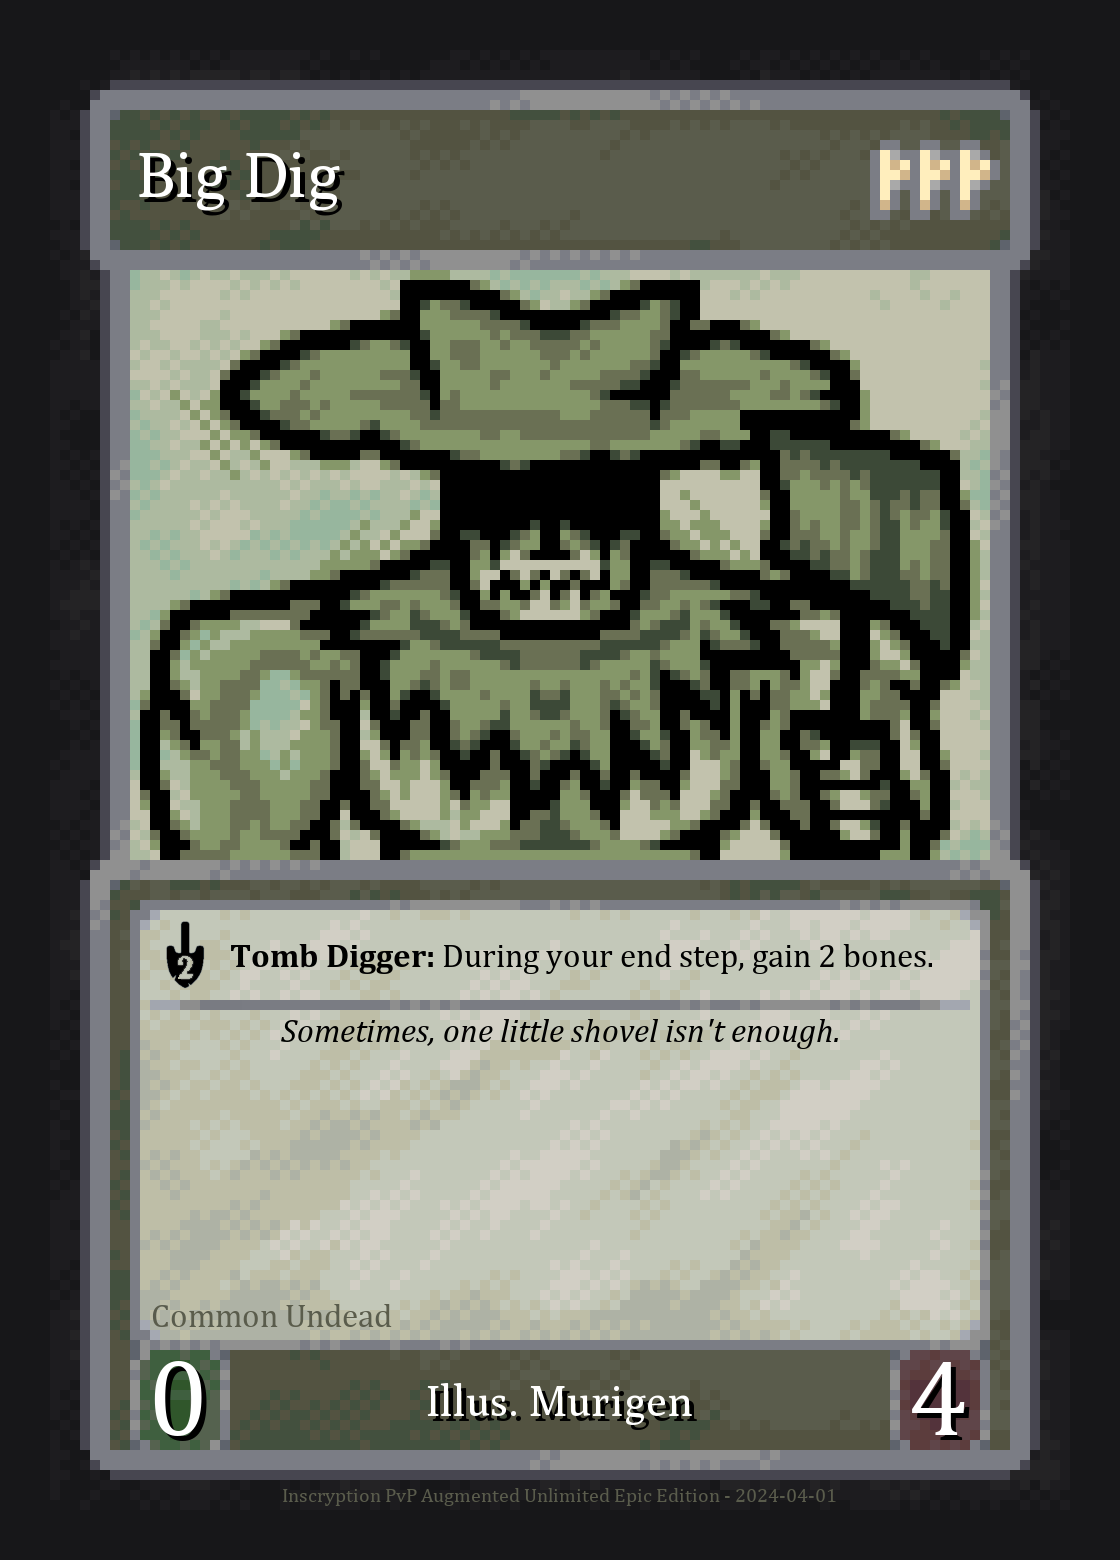 Big Dig
2 Tomb Digger: During your end step, gain 2 bones.
Sometimes, one little shovel isn't enough.
Common Undead
0 Illus. Murigen 4
Inscryption PvP Augmented Unlimited Epic Edition - 2024-04-01